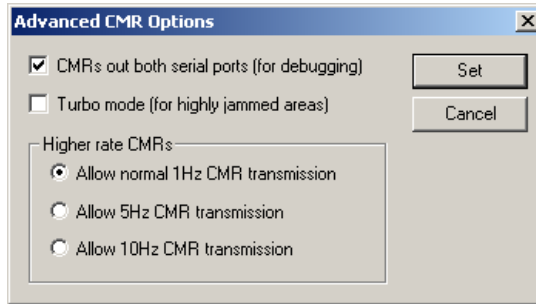 Advanced CMR Options
CMRs out both serial ports (for debugging)
Set
Turbo mode (for highly jammed areas)
Cancel
Higher rate CMRs
Allow normal 1Hz CMR transmission
Allow 5Hz CMR transmission
Allow 10Hz CMR transmission